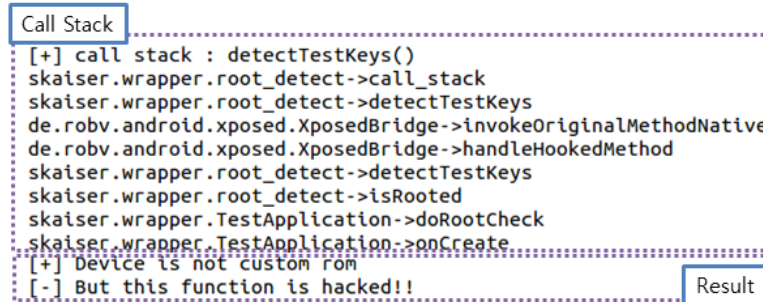 Call Stack
[+] call stack : detectTestKeys()
skaiser.wrapper.root_detect->call_stack
skaiser.wrapper.root_detect->detectTestKeys
de.robv.android.xposed.XposedBridge->invokeOriginalMethodNative
de.robv.android.xposed.XposedBridge->handleHookedMethod
skaiser.wrapper.root_detect->detectTestKeys
skaiser.wrapper.root_detect->isRooted
skaiser.wrapper.TestApplication->doRootCheck
skaiser.wrapper.TestApplication->onCreate
[+] Device is not custom rom
[-] But this function is hacked!!
Result